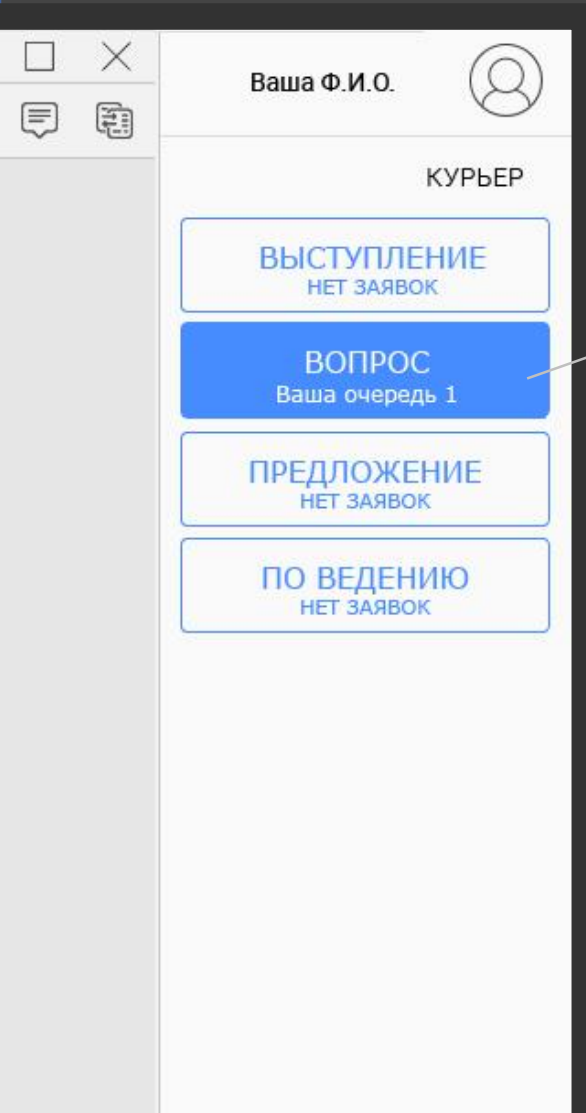 Ваша Ф.И.О.
КУРЬЕР
ВЫСТУПЛЕНИЕ
НЕТ ЗАЯВОК
ВОПРОС
Ваша очередь 1
ПРЕДЛОЖЕНИЕ
НЕТ ЗАЯВОК
ПО ВЕДЕНИЮ
НЕТ ЗАЯВОК